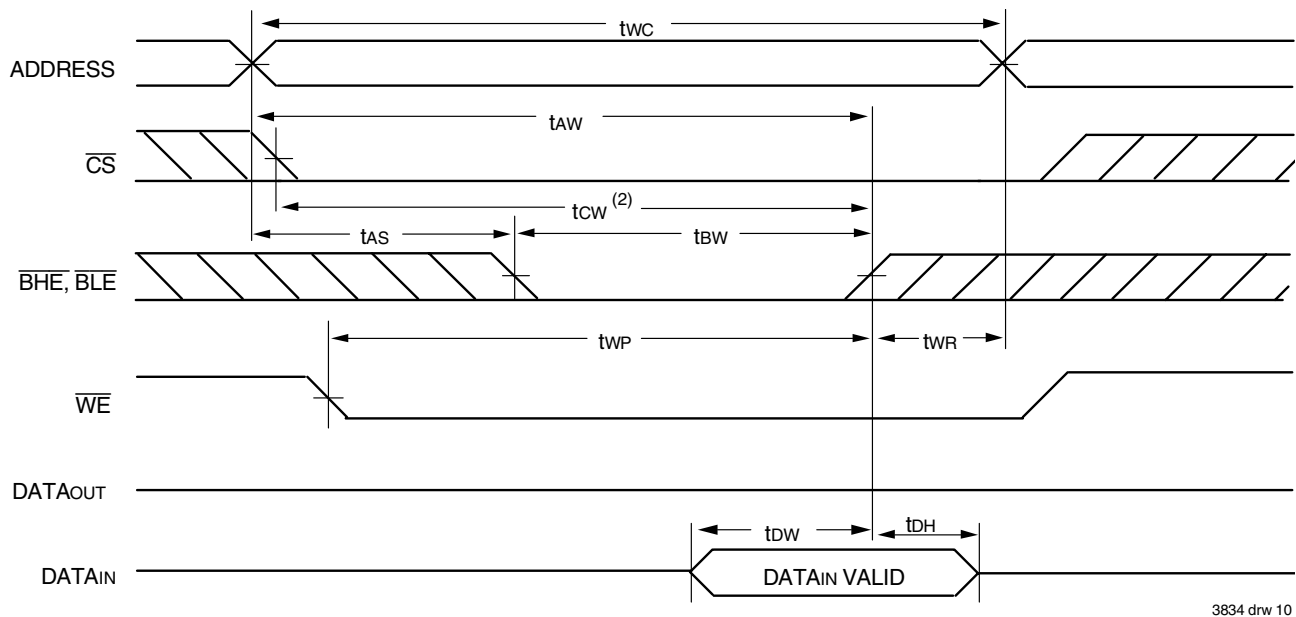 tWC
ADDRESS
tAW
CS
tCW (2)
tAS
tBW
BHE, BLE
tWP
tWR
WE
DATAOUT
tDW
tDH
DATAIN
DATAIN VALID
3834 drw 10